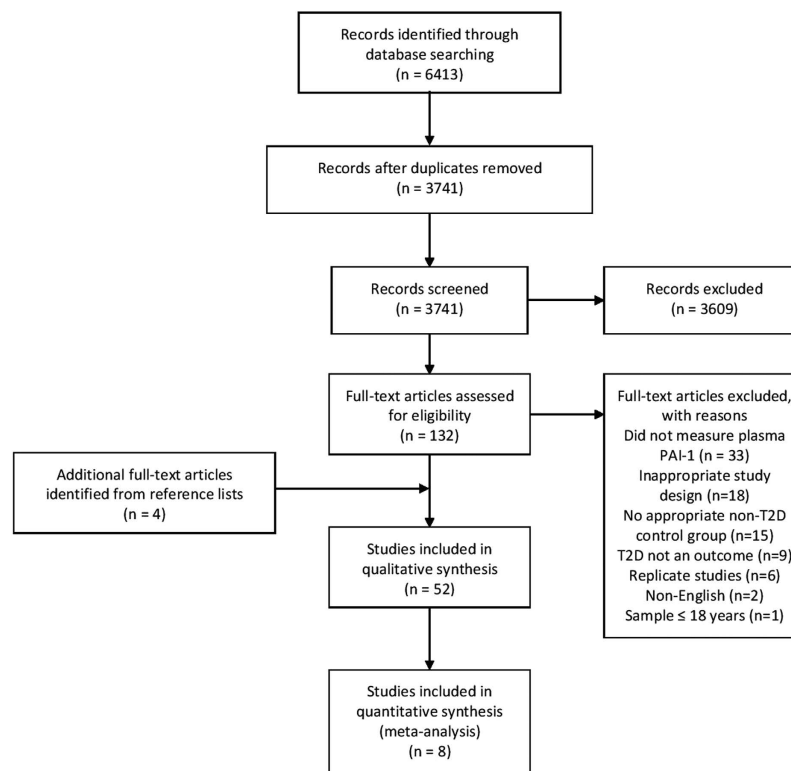 Records identified through
database searching
(n = 6413)
Records after duplicates removed
(n = 3741)
Records screened
(n = 3741)
Records excluded
(n = 3609)
Full-text articles assessed
for eligibility
(n = 132)
Full-text articles excluded,
with reasons
Did not measure plasma
PAI-1 (n = 33)
Inappropriate study
design (n=18)
No appropriate non-T2D
control group (n=15)
T2D not an outcome (n=9)
Replicate studies (n=6)
Non-English (n=2)
Sample ≤ 18 years (n=1)
Additional full-text articles
identified from reference lists
(n = 4)
Studies included in
qualitative synthesis
(n = 52)
Studies included in
quantitative synthesis
(meta-analysis)
(n = 8)